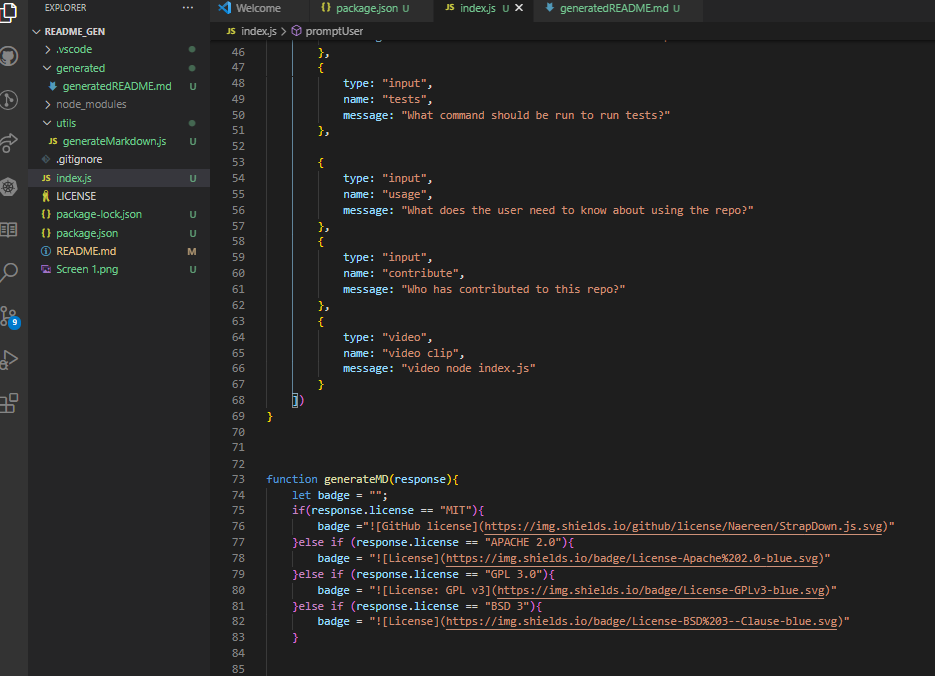 EXPLORER ...
Welcome
{} package.json U
JS index.js U ×
generatedREADME.md U
README_GEN
JS index.js > promptUser
.vscode
generated
generatedREADME.md U
node_modules
utils
JS generateMarkdown.js U
.gitignore
JS index.js U
LICENSE
{} package-lock.json U
{} package.json U
README.md M
Screen 1.png U
9
46 },
47 {
48 type: "input",
49 name: "tests",
50 message: "What command should be run to run tests?"
51 },
52
53 {
54 type: "input",
55 name: "usage",
56 message: "What does the user need to know about using the repo?"
57 },
58 {
59 type: "input",
60 name: "contribute",
61 message: "Who has contributed to this repo?"
62 },
63 {
64 type: "video",
65 name: "video clip",
66 message: "video node index.js"
67 }
68 ])
69 }
70
71
72
73 function generateMD(response){
74 let badge = "";
75 if(response.license == "MIT"){
76 badge ="![GitHub license](https://img.shields.io/github/license/Naereen/StrapDown.js.svg)"
77 }else if (response.license == "APACHE 2.0"){
78 badge = "![License](https://img.shields.io/badge/License-Apache%202.0-blue.svg)"
79 }else if (response.license == "GPL 3.0"){
80 badge = "![License: GPL v3](https://img.shields.io/badge/License-GPLv3-blue.svg)"
81 }else if (response.license == "BSD 3"){
82 badge = "![License](https://img.shields.io/badge/License-BSD%203--Clause-blue.svg)"
83 }
84
85